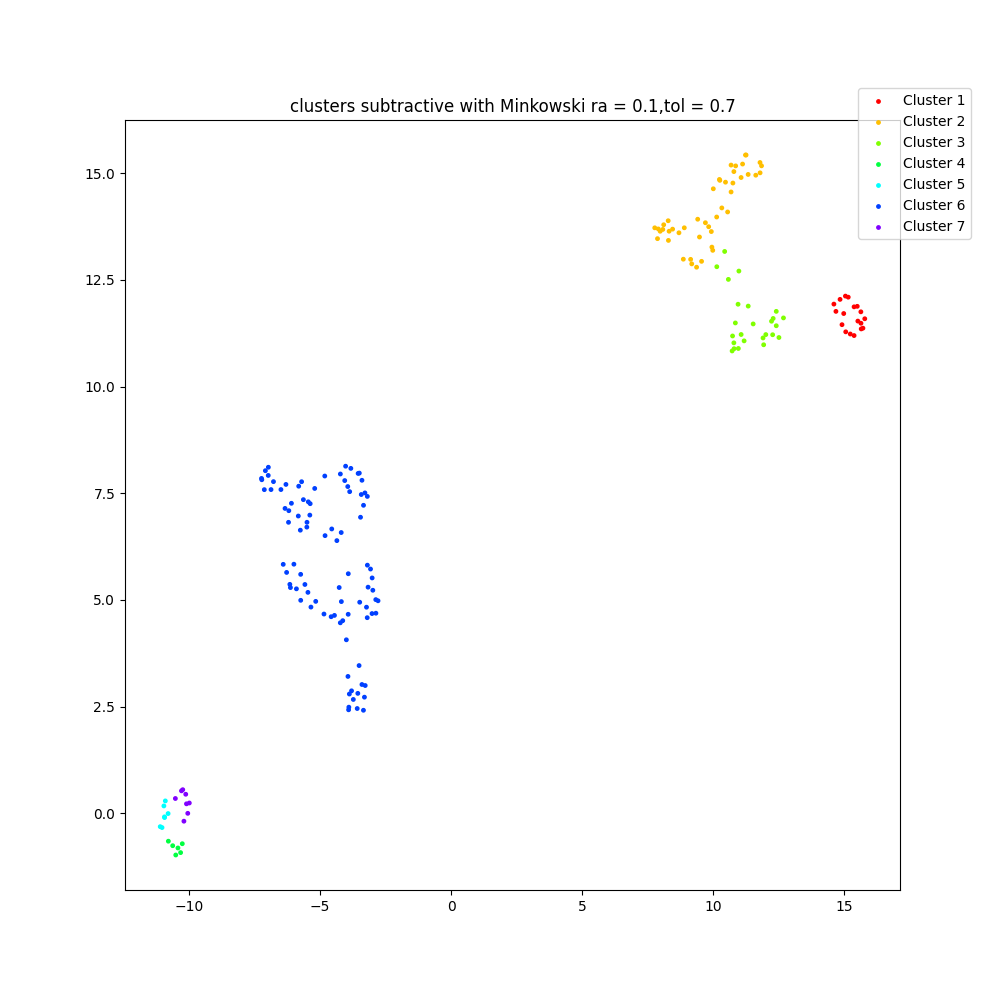 clusters subtractive with Minkowski ra = 0.1,tol = 0.7
Cluster 1
Cluster 2
Cluster 3
Cluster 4
Cluster 5
Cluster 6
Cluster 7
15.0
12.5
10.0
7.5
5.0
2.5
0.0
−10
−5
0
5
10
15